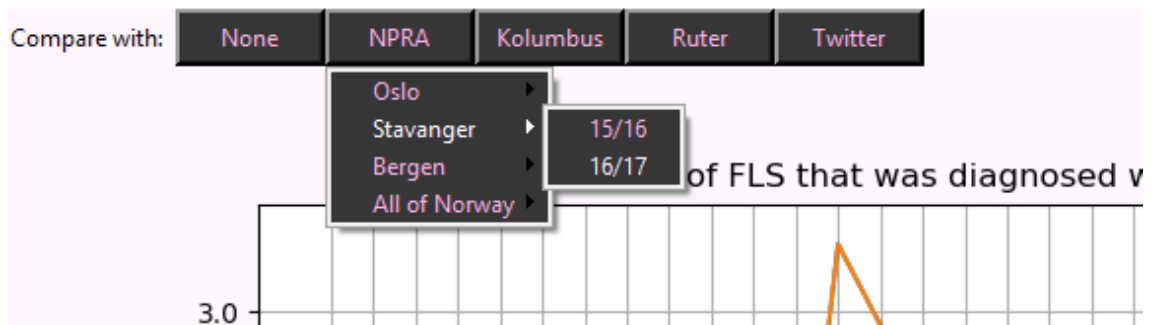 Compare with: None NPRA Kolumbus Ruter Twitter
Oslo
Stavanger 15/16
Bergen 16/17
All of Norway
of FLS that was diagnosed
3.0